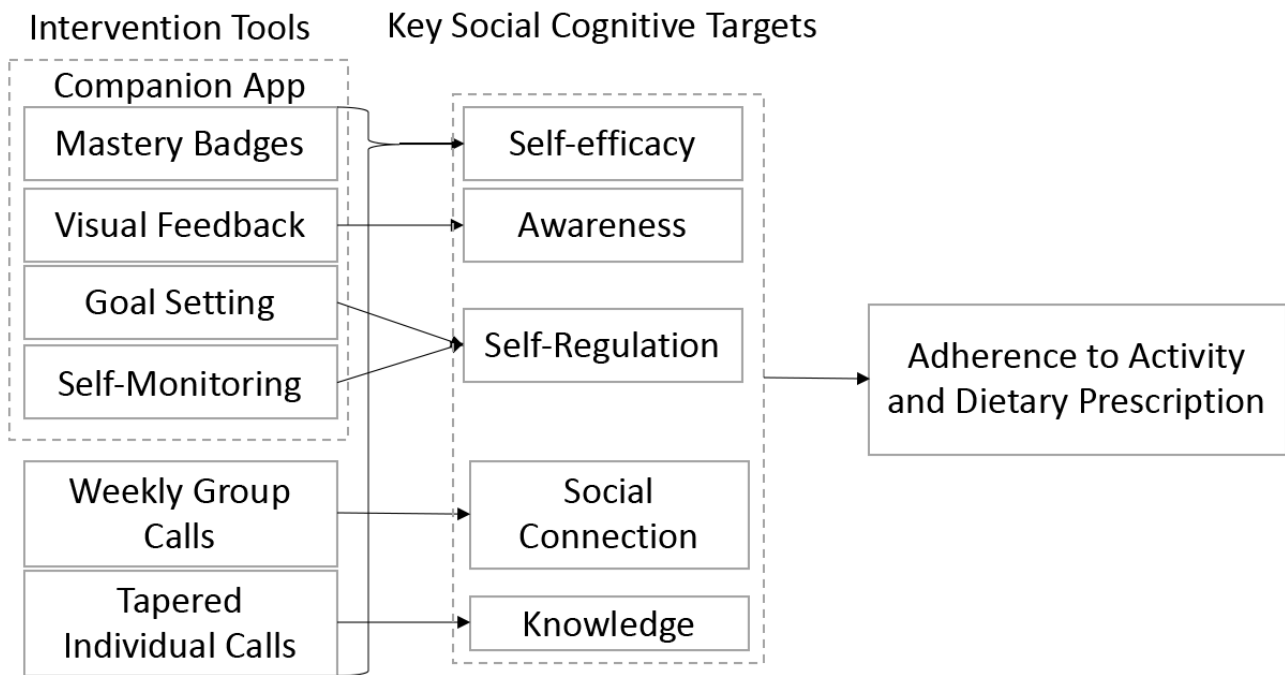 Intervention Tools
Key Social Cognitive Targets
Companion App
Mastery Badges
Visual Feedback
Goal Setting
Self-Monitoring
Weekly Group
Calls
Tapered
Individual Calls
Self-efficacy
Awareness
Self-Regulation
Social
Connection
Knowledge
Adherence to Activity
and Dietary Prescription